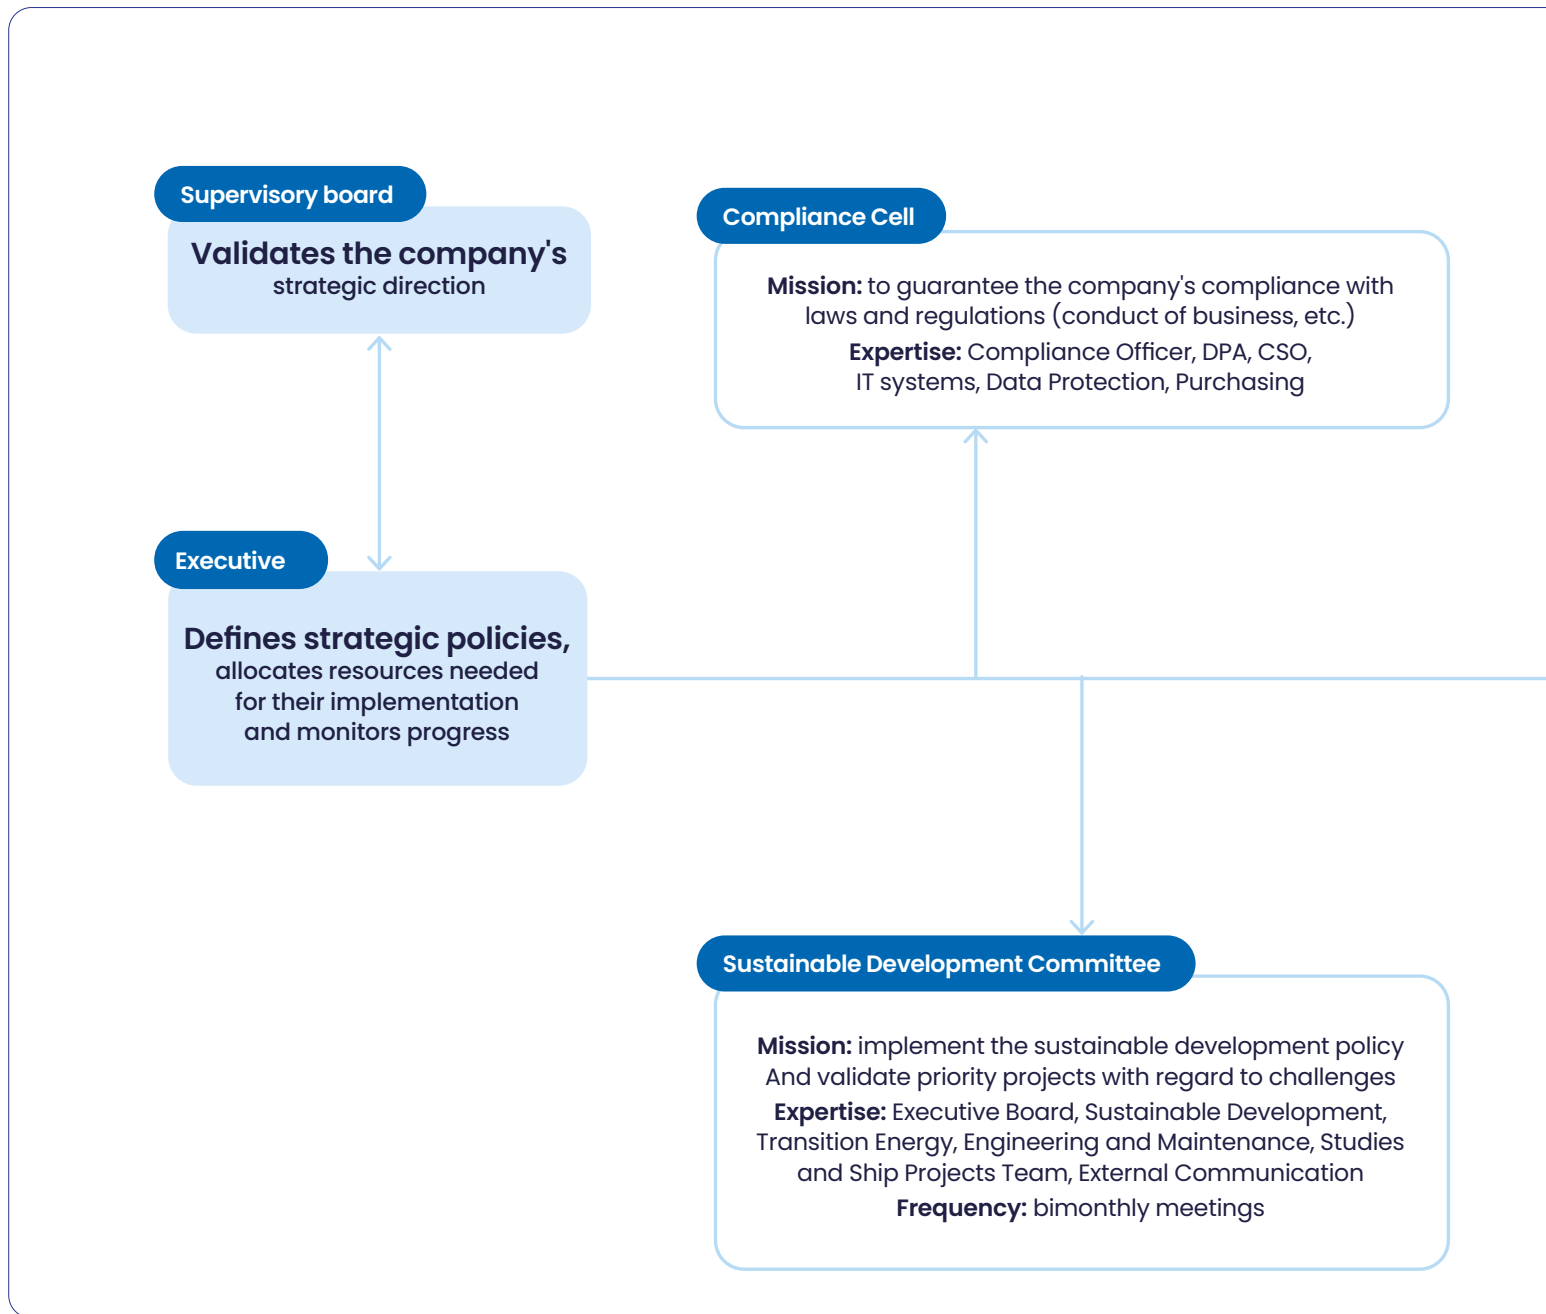 Supervisory board
Validates the company's
strategic direction
Executive
Defines strategic policies,
allocates resources needed
for their implementation
and monitors progress
Compliance Cell
Mission: to guarantee the company's compliance with
laws and regulations (conduct of business, etc.)
Expertise: Compliance Officer, DPA, CSO,
IT systems, Data Protection, Purchasing
Sustainable Development Committee
Mission: implement the sustainable development policy
And validate priority projects with regard to challenges
Expertise: Executive Board, Sustainable Development,
Transition Energy, Engineering and Maintenance, Studies
and Ship Projects Team, External Communication
Frequency: bimonthly meetings